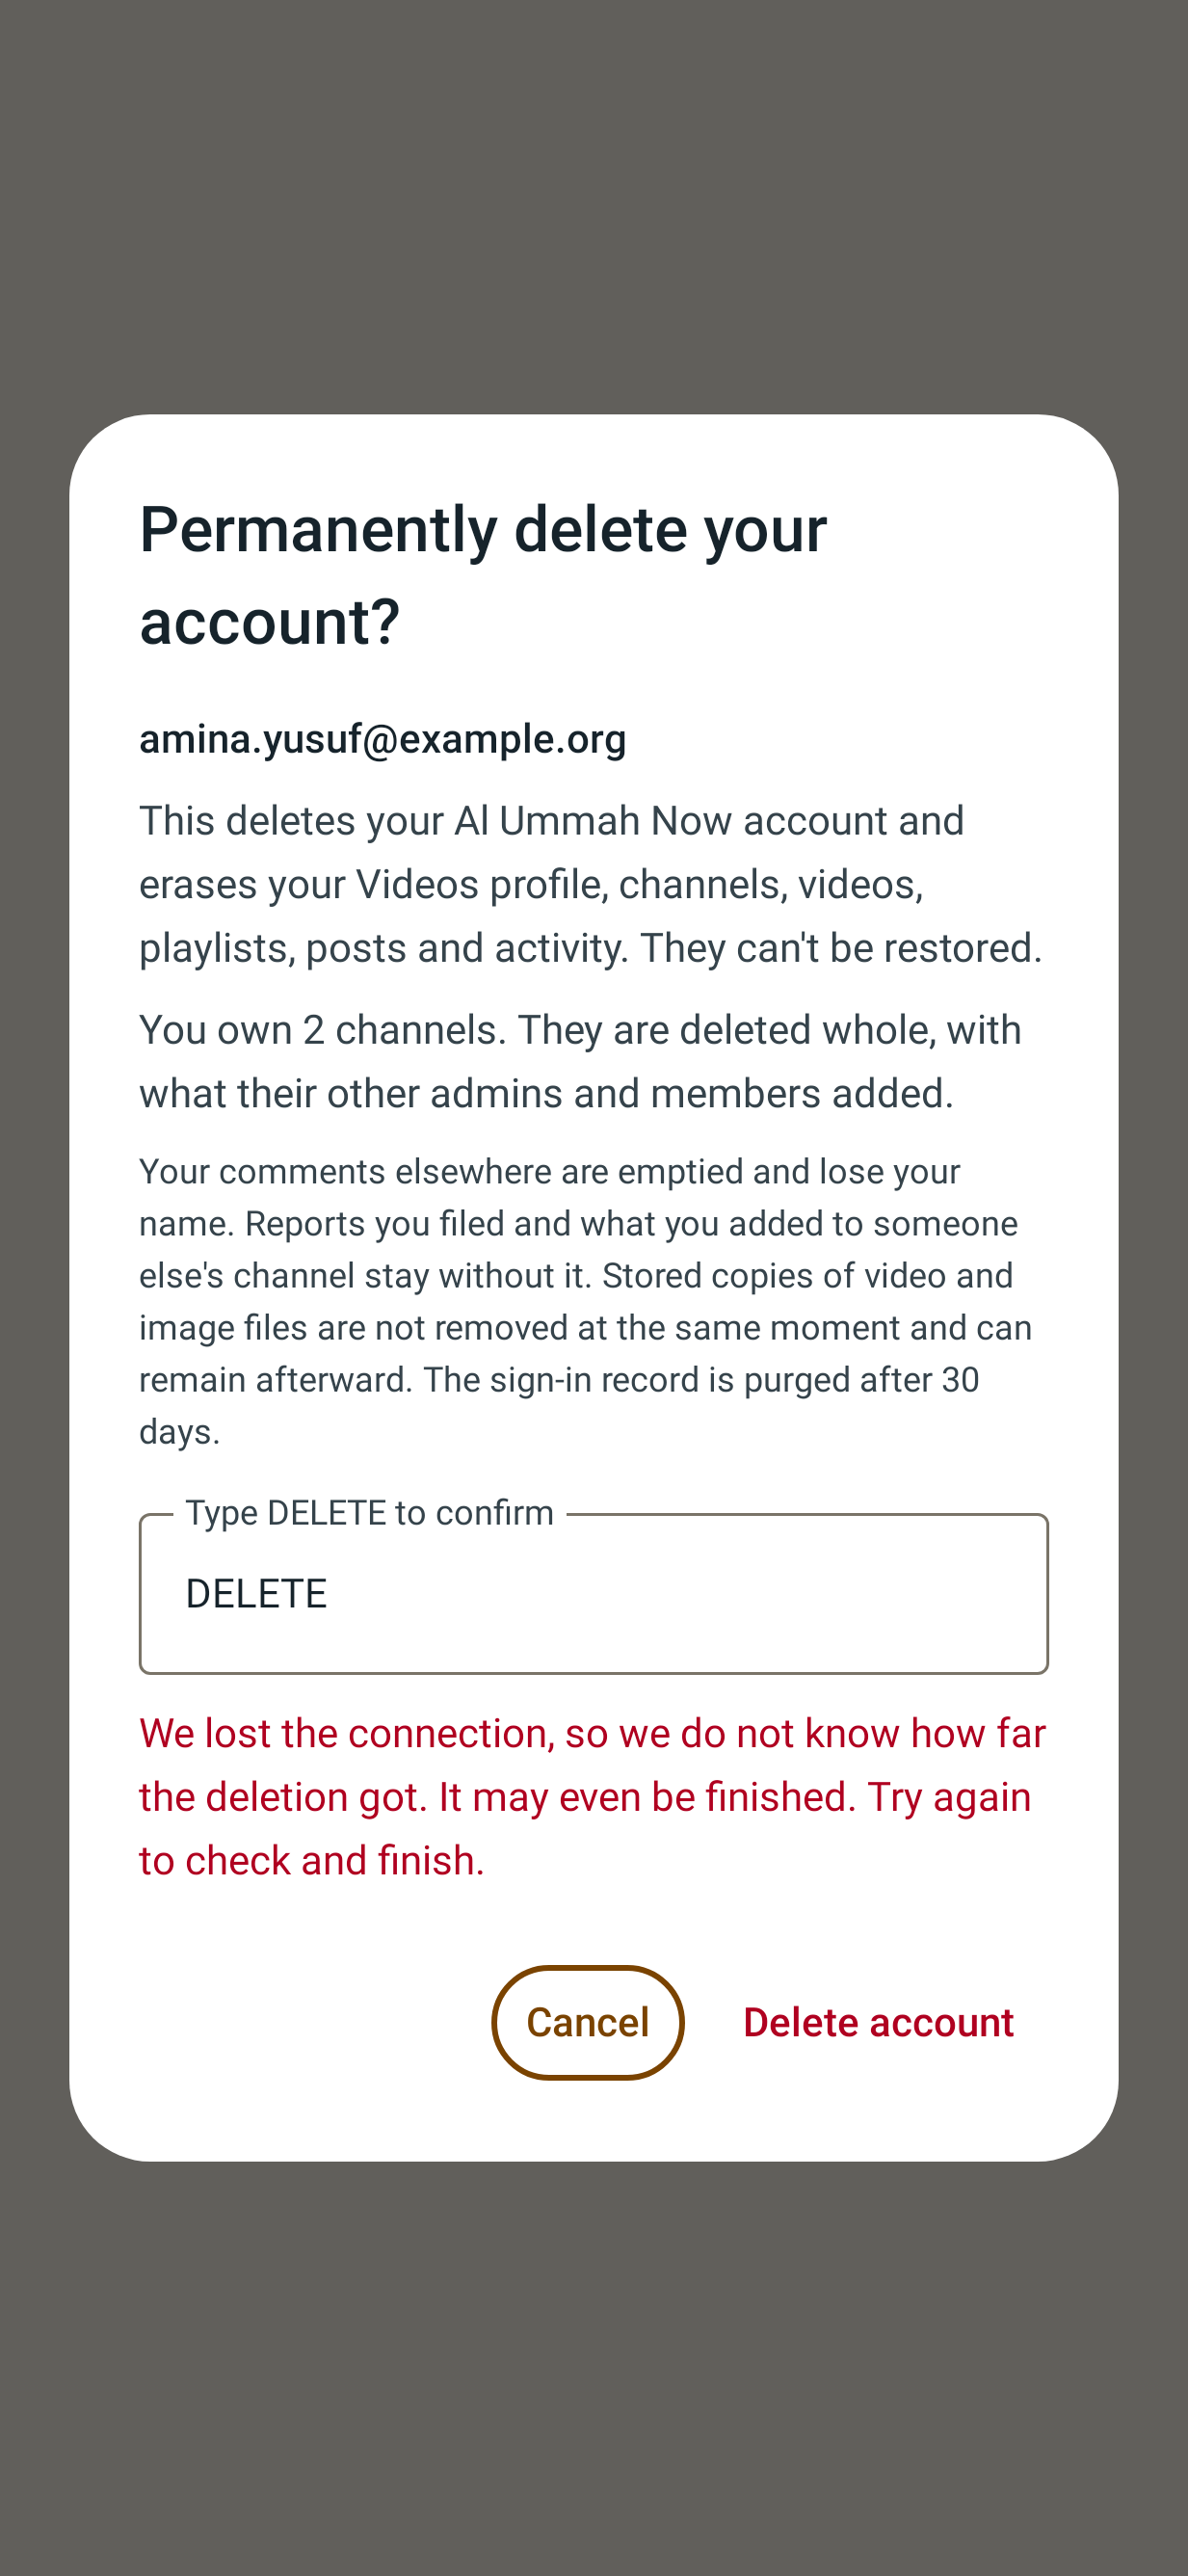 Permanently delete your
account?
amina.yusuf@example.org
This deletes your Al Ummah Now account and
erases your Videos profile, channels, videos,
playlists, posts and activity. They can't be restored.
You own 2 channels. They are deleted whole, with
what their other admins and members added.
Your comments elsewhere are emptied and lose your
name. Reports you filed and what you added to someone
else's channel stay without it. Stored copies of video and
image files are not removed at the same moment and can
remain afterward. The sign-in record is purged after 30
days.
Type DELETE to confirm
DELETE
We lost the connection, so we do not know how far
the deletion got. It may even be finished. Try again
to check and finish.
Cancel Delete account